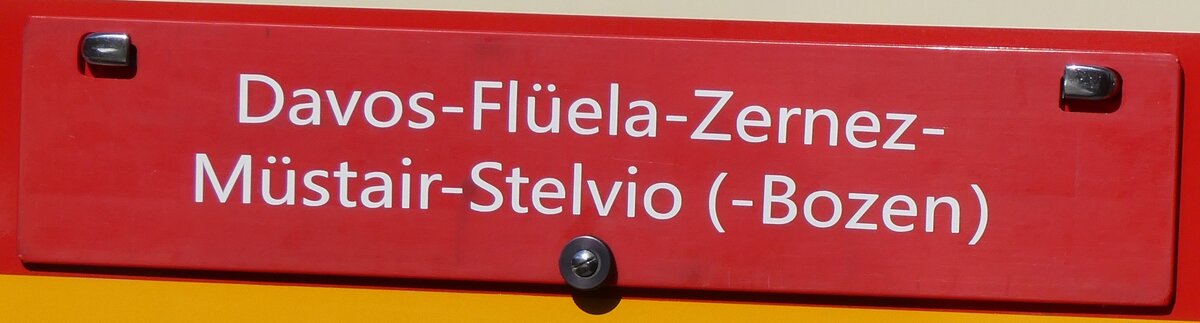 Davos-Flüela-Zernez-
Müstair-Stelvio (-Bozen)